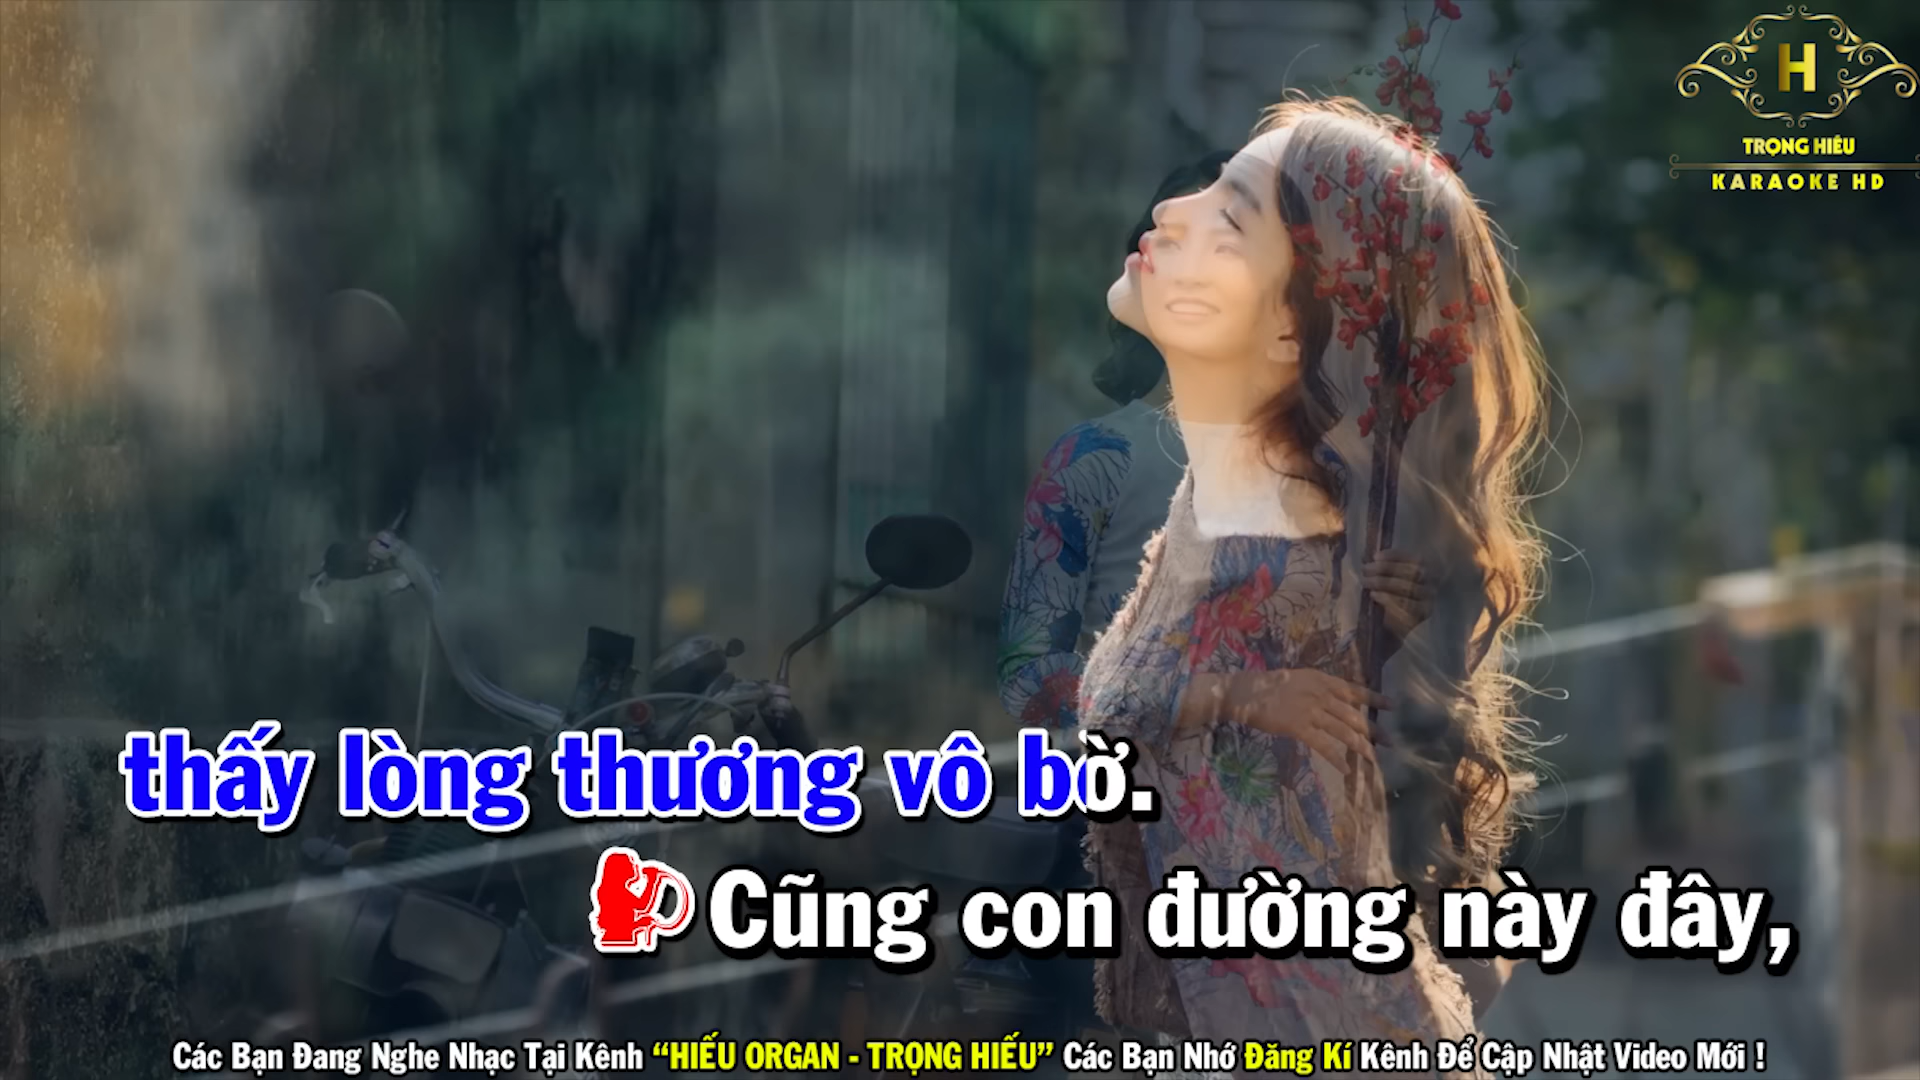 H
TRỌNG HIẾU
KARAOKE HD
thấy lòng thương vô bờ.
Cũng con đường này đây,
Các Bạn Đang Nghe Nhạc Tại Kênh “HIẾU ORGAN - TRỌNG HIẾU” Các Bạn Nhớ Đăng Kí Kênh Để Cập Nhật Video Mới !